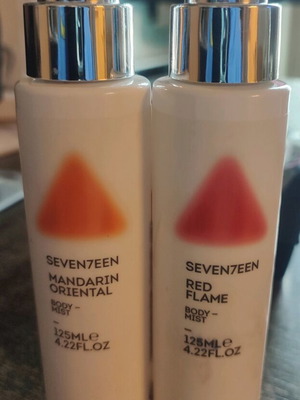 SEVEN7EEN
MANDARIN
ORIENTAL
BODY–
MIST
–
125ML℮
4.22FL.OZ
SEVEN7EEN
RED
FLAME
BODY–
MIST
–
125ML℮
4.22FL.OZ